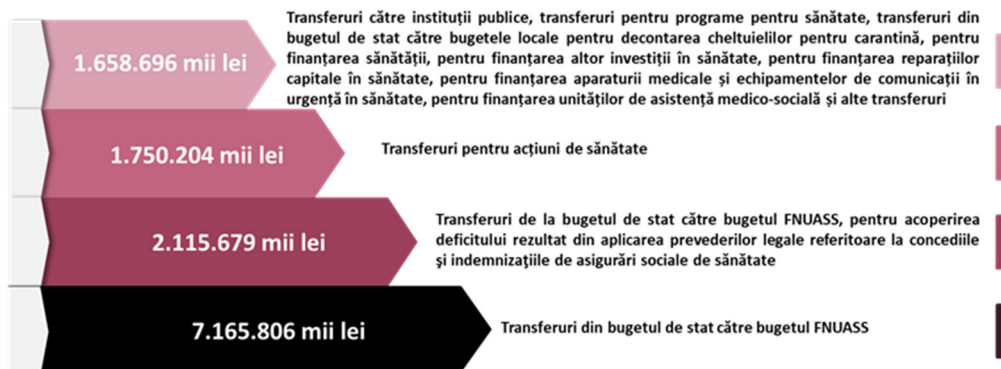 Transferuri către instituții publice, transferuri pentru programe pentru sănătate, transferuri din
bugetul de stat către bugetele locale pentru decontarea cheltuielilor pentru carantină, pentru
finanțarea sănătății, pentru finanțarea altor investiții în sănătate, pentru finanțarea reparațiilor
capitale în sănătate, pentru finanțarea aparaturii medicale și echipamentelor de comunicații în
urgență în sănătate, pentru finanțarea unităților de asistență medico-socială și alte transferuri
1.658.696 mii lei
1.750.204 mii lei
Transferuri pentru acțiuni de sănătate
2.115.679 mii lei
Transferuri de la bugetul de stat către bugetul FNUASS, pentru acoperirea
deficitului rezultat din aplicarea prevederilor legale referitoare la concediile
şi indemnizaţiile de asigurări sociale de sănătate
7.165.806 mii lei
Transferuri din bugetul de stat către bugetul FNUASS